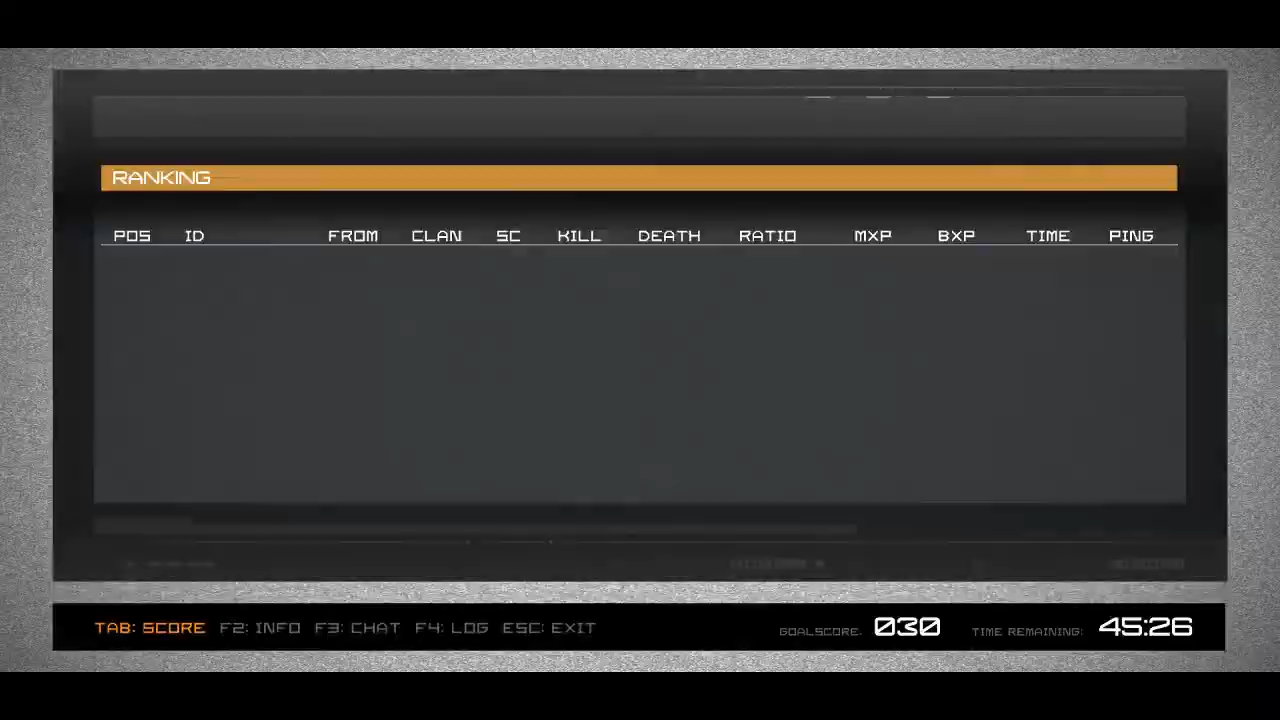 RANKING
POS ID FROM CLAN SC KILL DEATH RATIO MXP BXP TIME PING
TAB: SCORE F2: INFO F3: CHAT F4: LOG ESC: EXIT GOALSCORE: 030 TIME REMAINING: 45:26